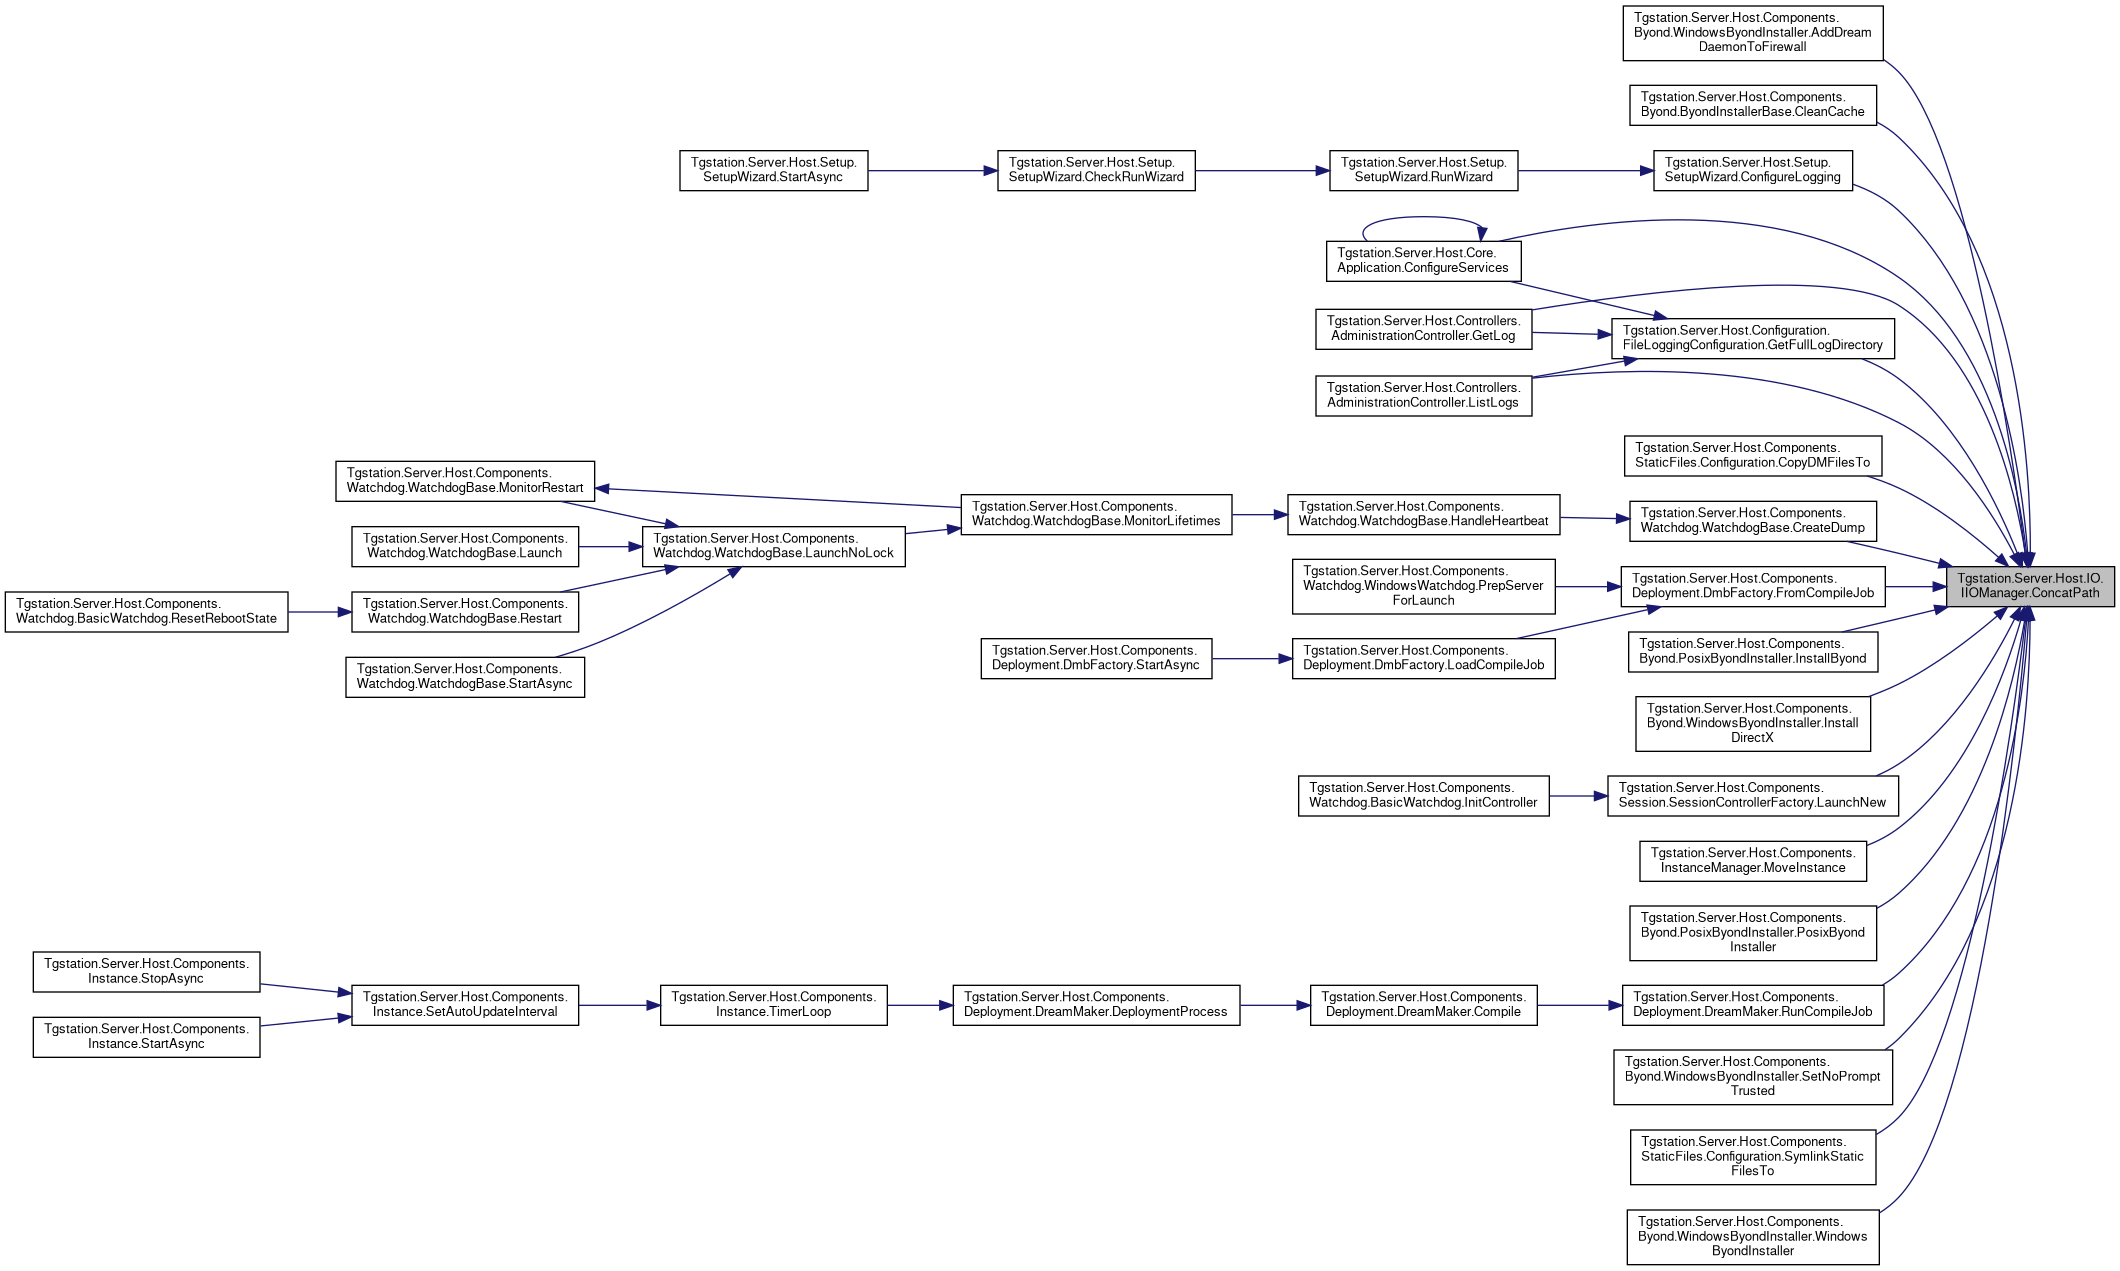 Tgstation.Server.Host.Components.
Byond.WindowsByondInstaller.AddDream
DaemonToFirewall
Tgstation.Server.Host.Components.
Byond.ByondInstallerBase.CleanCache
Tgstation.Server.Host.Setup.
SetupWizard.StartAsync
Tgstation.Server.Host.Setup.
SetupWizard.CheckRunWizard
Tgstation.Server.Host.Setup.
SetupWizard.RunWizard
Tgstation.Server.Host.Setup.
SetupWizard.ConfigureLogging
Tgstation.Server.Host.Core.
Application.ConfigureServices
Tgstation.Server.Host.Controllers.
AdministrationController.GetLog
Tgstation.Server.Host.Configuration.
FileLoggingConfiguration.GetFullLogDirectory
Tgstation.Server.Host.Controllers.
AdministrationController.ListLogs
Tgstation.Server.Host.Components.
StaticFiles.Configuration.CopyDMFilesTo
Tgstation.Server.Host.Components.
Watchdog.WatchdogBase.MonitorRestart
Tgstation.Server.Host.Components.
Watchdog.WatchdogBase.MonitorLifetimes
Tgstation.Server.Host.Components.
Watchdog.WatchdogBase.HandleHeartbeat
Tgstation.Server.Host.Components.
Watchdog.WatchdogBase.CreateDump
Tgstation.Server.Host.Components.
Watchdog.WatchdogBase.Launch
Tgstation.Server.Host.Components.
Watchdog.WatchdogBase.LaunchNoLock
Tgstation.Server.Host.Components.
Watchdog.WindowsWatchdog.PrepServer
ForLaunch
Tgstation.Server.Host.Components.
Deployment.DmbFactory.FromCompileJob
Tgstation.Server.Host.IO.
IIOManager.ConcatPath
Tgstation.Server.Host.Components.
Watchdog.BasicWatchdog.ResetRebootState
Tgstation.Server.Host.Components.
Watchdog.WatchdogBase.Restart
Tgstation.Server.Host.Components.
Watchdog.WatchdogBase.StartAsync
Tgstation.Server.Host.Components.
Deployment.DmbFactory.StartAsync
Tgstation.Server.Host.Components.
Deployment.DmbFactory.LoadCompileJob
Tgstation.Server.Host.Components.
Byond.PosixByondInstaller.InstallByond
Tgstation.Server.Host.Components.
Byond.WindowsByondInstaller.Install
DirectX
Tgstation.Server.Host.Components.
Watchdog.BasicWatchdog.InitController
Tgstation.Server.Host.Components.
Session.SessionControllerFactory.LaunchNew
Tgstation.Server.Host.Components.
InstanceManager.MoveInstance
Tgstation.Server.Host.Components.
Byond.PosixByondInstaller.PosixByond
Installer
Tgstation.Server.Host.Components.
Instance.StopAsync
Tgstation.Server.Host.Components.
Instance.StartAsync
Tgstation.Server.Host.Components.
Instance.SetAutoUpdateInterval
Tgstation.Server.Host.Components.
Instance.TimerLoop
Tgstation.Server.Host.Components.
Deployment.DreamMaker.DeploymentProcess
Tgstation.Server.Host.Components.
Deployment.DreamMaker.Compile
Tgstation.Server.Host.Components.
Deployment.DreamMaker.RunCompileJob
Tgstation.Server.Host.Components.
Byond.WindowsByondInstaller.SetNoPrompt
Trusted
Tgstation.Server.Host.Components.
StaticFiles.Configuration.SymlinkStatic
FilesTo
Tgstation.Server.Host.Components.
Byond.WindowsByondInstaller.Windows
ByondInstaller